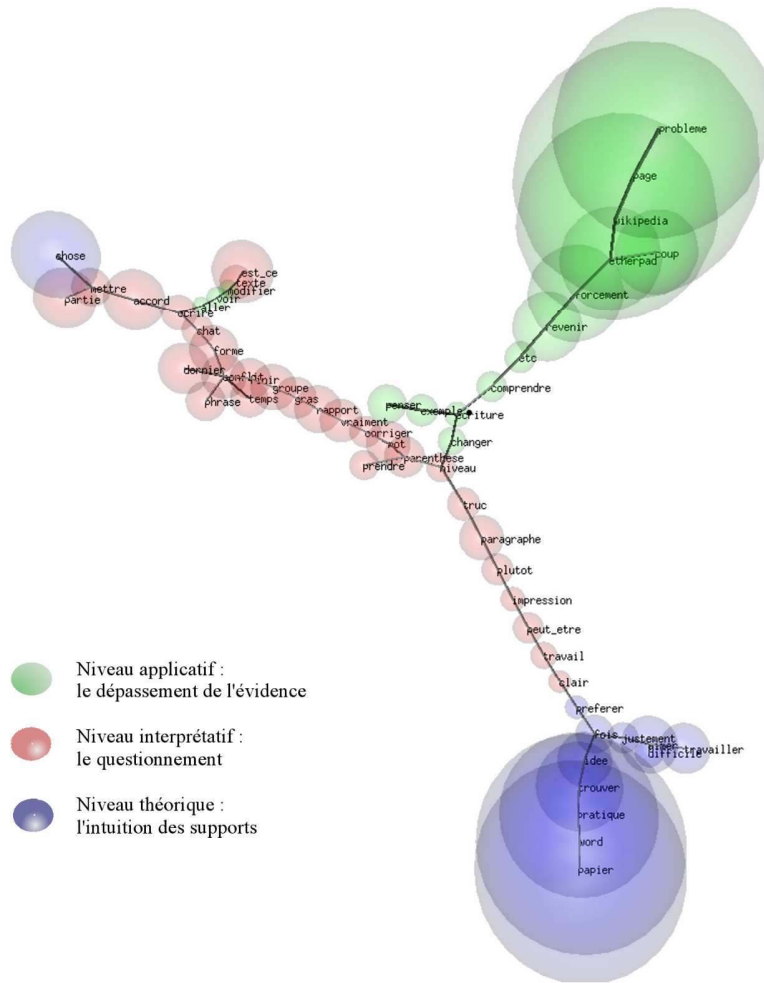 probleme
page
wikipedia
coup
etherpad
chose
est_ce
texte
mettre
modifier
partie
accord
voir
aller
ecrire
forcement
revenir
chat
forme
etc
dernier
conflit
groupe
comprendre
phrase
temps
gras
rapport
penser
exemple
ecriture
vraiment
corriger
mot
changer
parenthese
prendre
niveau
truc
paragraphe
plutot
impression
peut_etre
travail
clair
preferer
fois
justement
travailler
difficile
idee
trouver
pratique
word
papier
Niveau applicatif :
le dépassement de l'évidence
Niveau interprétatif :
le questionnement
Niveau théorique :
l'intuition des supports